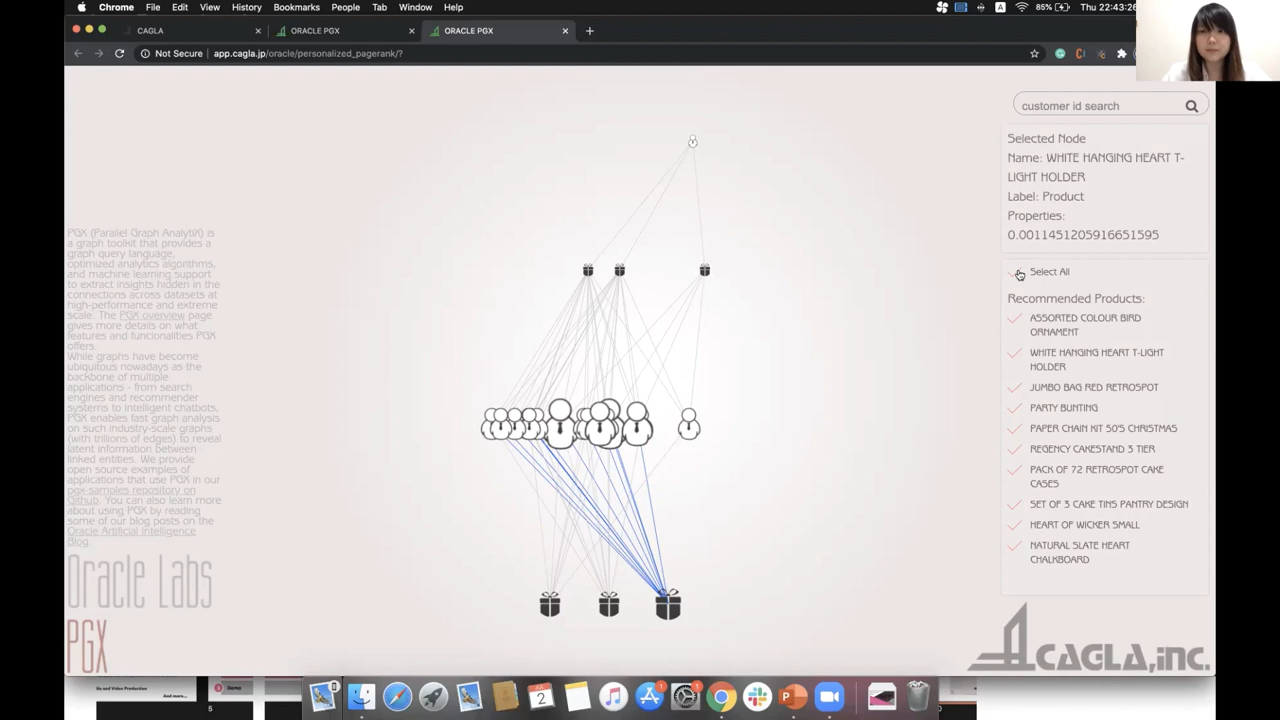 Chrome File Edit View History Bookmarks People Tab Window Help
A 85% Thu 22:43:26
CAGLA
ORACLE PGX
ORACLE PGX
Not Secure app.cagla.jp/oracle/personalized_pagerank/?
customer id search
Selected Node
Name: WHITE HANGING HEART T-
LIGHT HOLDER
Label: Product
Properties:
0.0011451205916651595
Select All
Recommended Products:
ASSORTED COLOUR BIRD
ORNAMENT
WHITE HANGING HEART T-LIGHT
HOLDER
JUMBO BAG RED RETROSPOT
PARTY BUNTING
PAPER CHAIN KIT 50'S CHRISTMAS
REGENCY CAKESTAND 3 TIER
PACK OF 72 RETROSPOT CAKE
CASES
SET OF 3 CAKE TINS PANTRY DESIGN
HEART OF WICKER SMALL
NATURAL SLATE HEART
CHALKBOARD
PGX (Parallel Graph AnalytiX) is
a graph toolkit that provides a
graph query language,
optimized analytics algorithms,
and machine learning support
to extract insights hidden in the
connections across datasets at
high-performance and extreme
scale. The PGX overview page
gives more details on what
features and funcionalities PGX
offers.
While graphs have become
ubiquitous nowadays as the
backbone of multiple
applications - from search
engines and recommender
systems to intelligent chatbots,
PGX enables fast graph analysis
on such industry-scale graphs
(with trillions of edges) to reveal
latent information between
linked entities. We provide
open source examples of
applications that use PGX in our
pgx-samples repository on
Github. You can also learn more
about using PGX by reading
some of our blog posts on the
Oracle Artificial Intelligence
Blog.
Oracle Labs
PGX
CAGLA,inc.
and Video Production
And more...
5
Demo
JUL
2
10